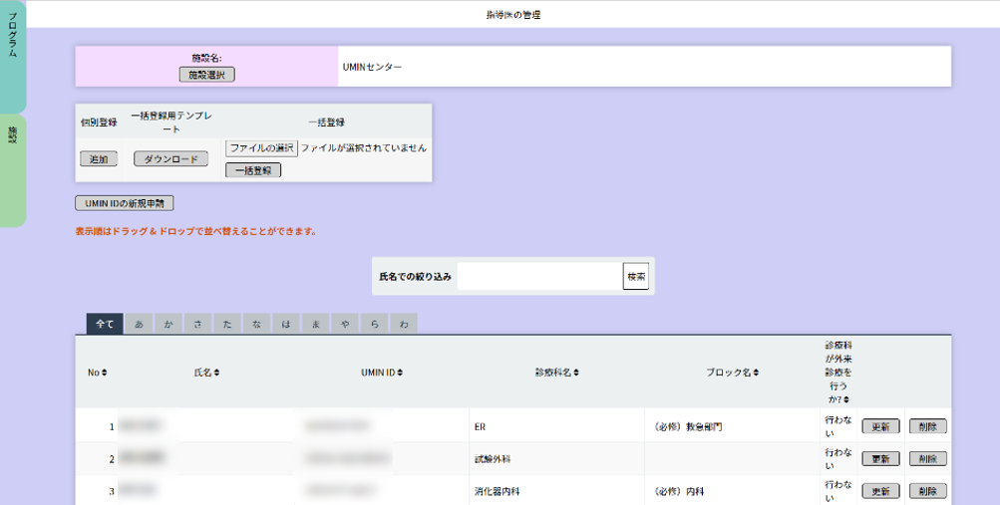 指導医の管理
プログラム
施設
施設名:
施設選択
UMINセンター
個別登録
一括登録用テンプレ
ート
一括登録
追加
ダウンロード
ファイルの選択 ファイルが選択されていません
一括登録
UMIN IDの新規申請
表示順はドラッグ & ドロップで並べ替えることができます。
氏名での絞り込み
検索
全て あ か さ た な は ま や ら わ
No
氏名
UMIN ID
診療科名
ブロック名
診療科
が外来
診療を
行う
か?
1
ER
（必修）救急部門
行わな
い
更新
削除
2
試験外科
行わな
い
更新
削除
3
消化器内科
（必修）内科
行わな
い
更新
削除